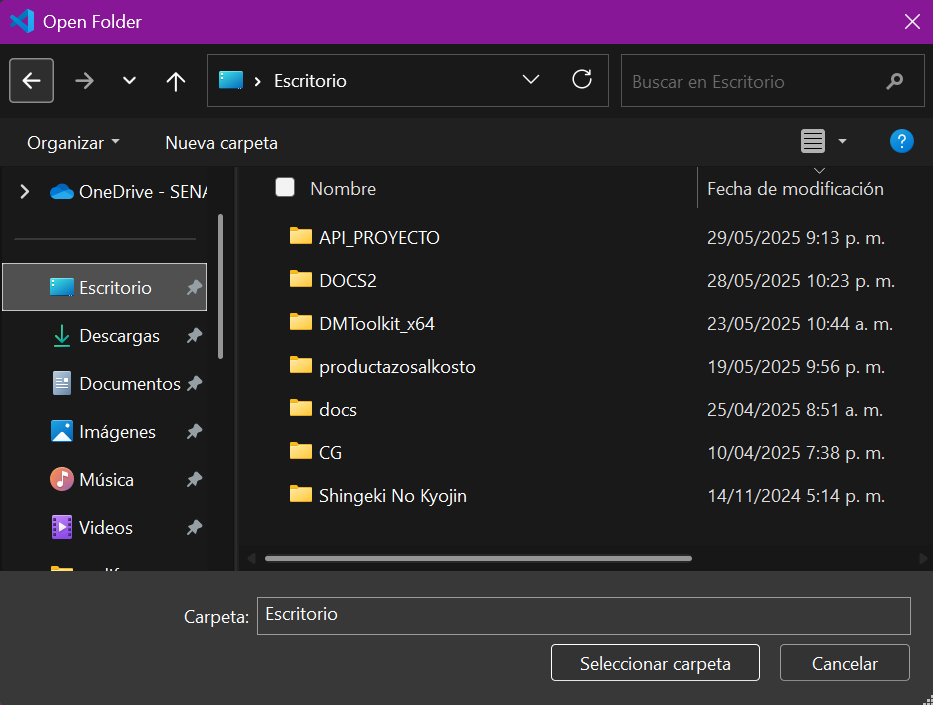 Open Folder
Escritorio
Buscar en Escritorio
Organizar
Nueva carpeta
?
OneDrive - SENA
Escritorio
Descargas
Documentos
Imágenes
Música
Videos
Nombre
Fecha de modificación
API_PROYECTO
29/05/2025 9:13 p. m.
DOCS2
28/05/2025 10:23 p. m.
DMToolkit_x64
23/05/2025 10:44 a. m.
productazosalkosto
19/05/2025 9:56 p. m.
docs
25/04/2025 8:51 a. m.
CG
10/04/2025 7:38 p. m.
Shingeki No Kyojin
14/11/2024 5:14 p. m.
Carpeta:
Escritorio
Seleccionar carpeta
Cancelar